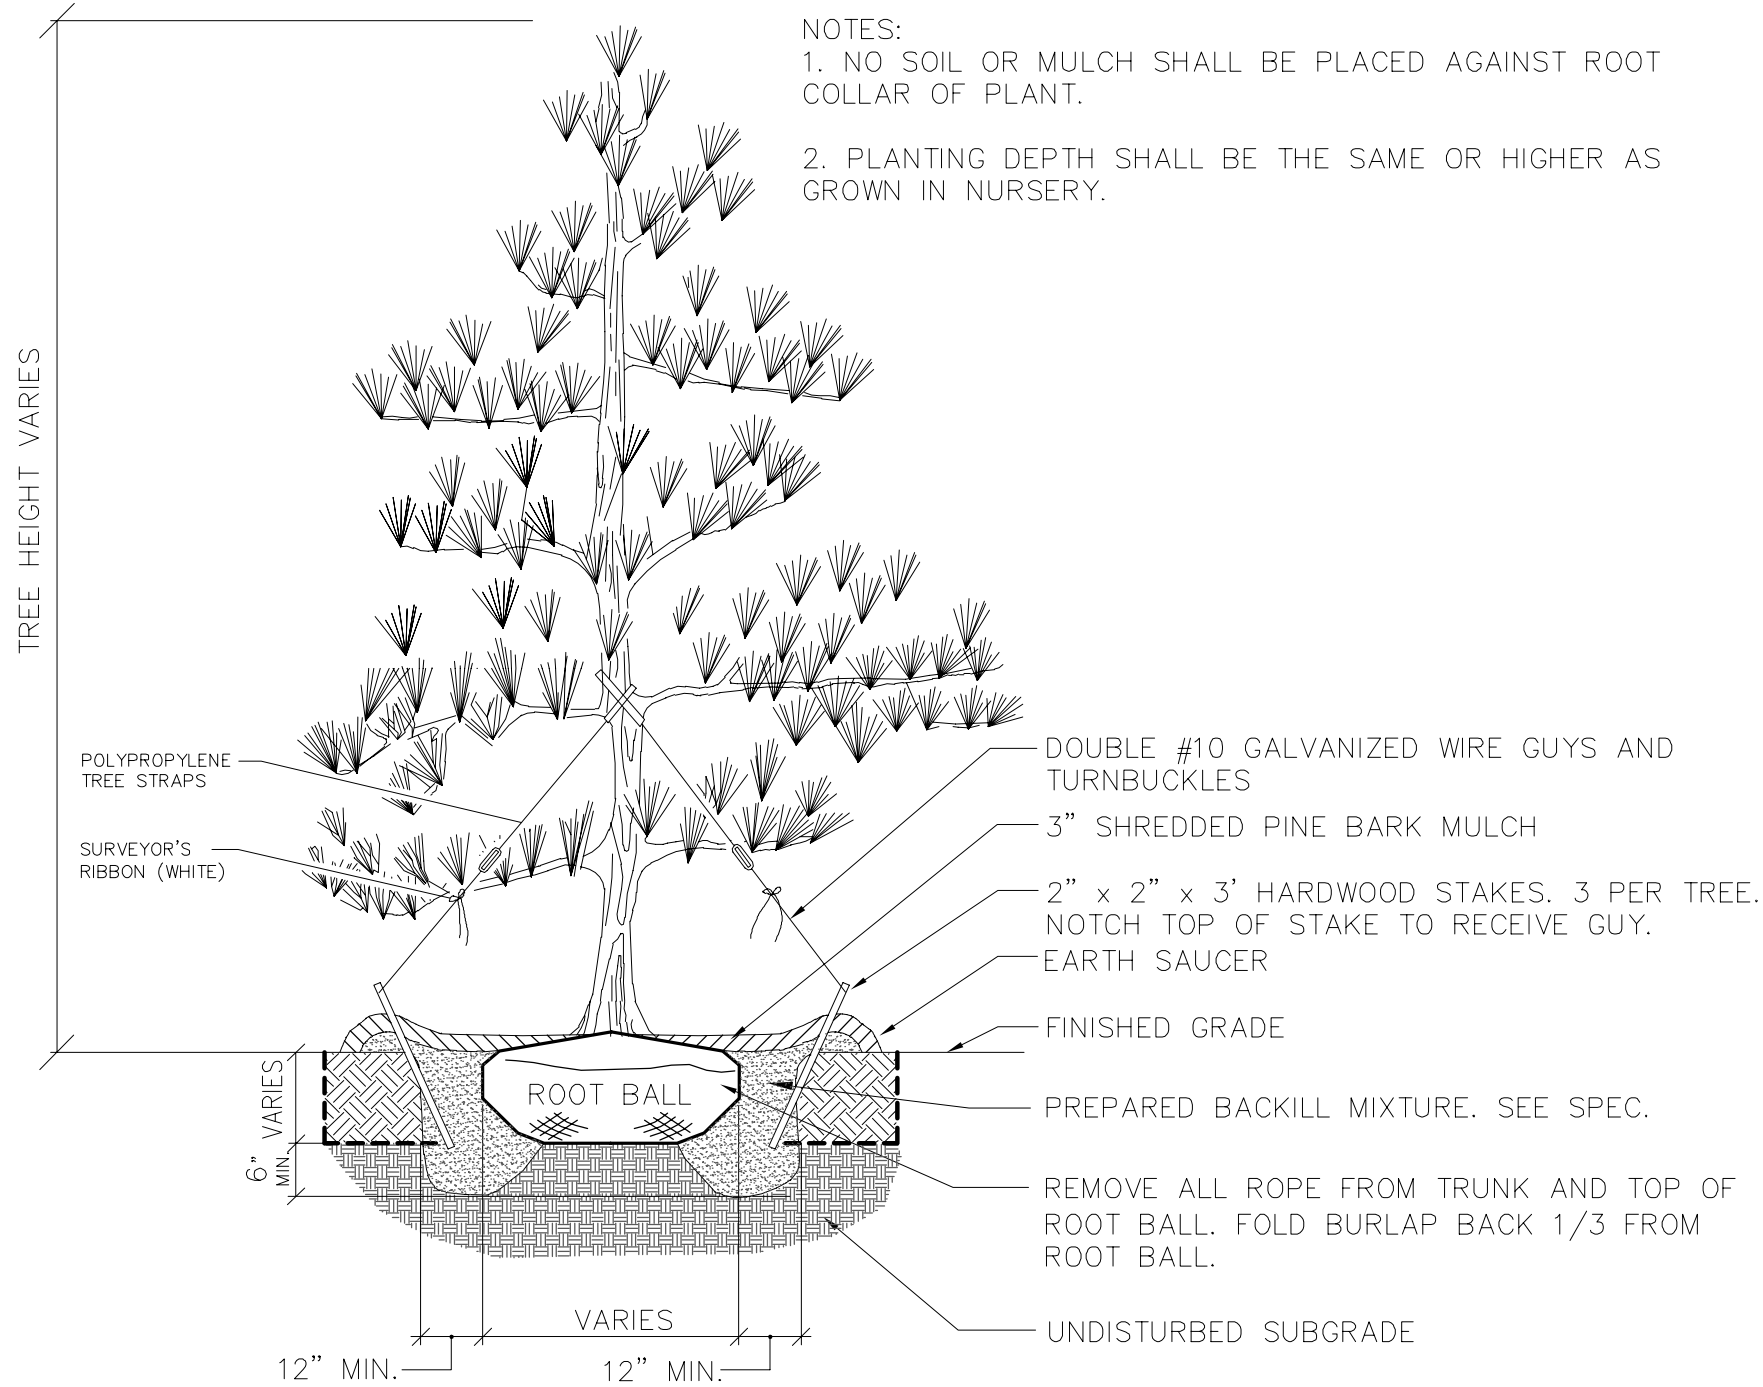 NOTES:
1. NO SOIL OR MULCH SHALL BE PLACED AGAINST ROOT
COLLAR OF PLANT.
2. PLANTING DEPTH SHALL BE THE SAME OR HIGHER AS
GROWN IN NURSERY.
TREE HEIGHT VARIES
POLYPROPYLENE
TREE STRAPS
SURVEYOR'S
RIBBON (WHITE)
DOUBLE #10 GALVANIZED WIRE GUYS AND
TURNBUCKLES
3" SHREDDED PINE BARK MULCH
2" x 2" x 3' HARDWOOD STAKES. 3 PER TREE.
NOTCH TOP OF STAKE TO RECEIVE GUY.
EARTH SAUCER
FINISHED GRADE
VARIES
ROOT BALL
PREPARED BACKILL MIXTURE. SEE SPEC.
6"
MIN.
REMOVE ALL ROPE FROM TRUNK AND TOP OF
ROOT BALL. FOLD BURLAP BACK 1/3 FROM
ROOT BALL.
VARIES
UNDISTURBED SUBGRADE
12" MIN.
12" MIN.